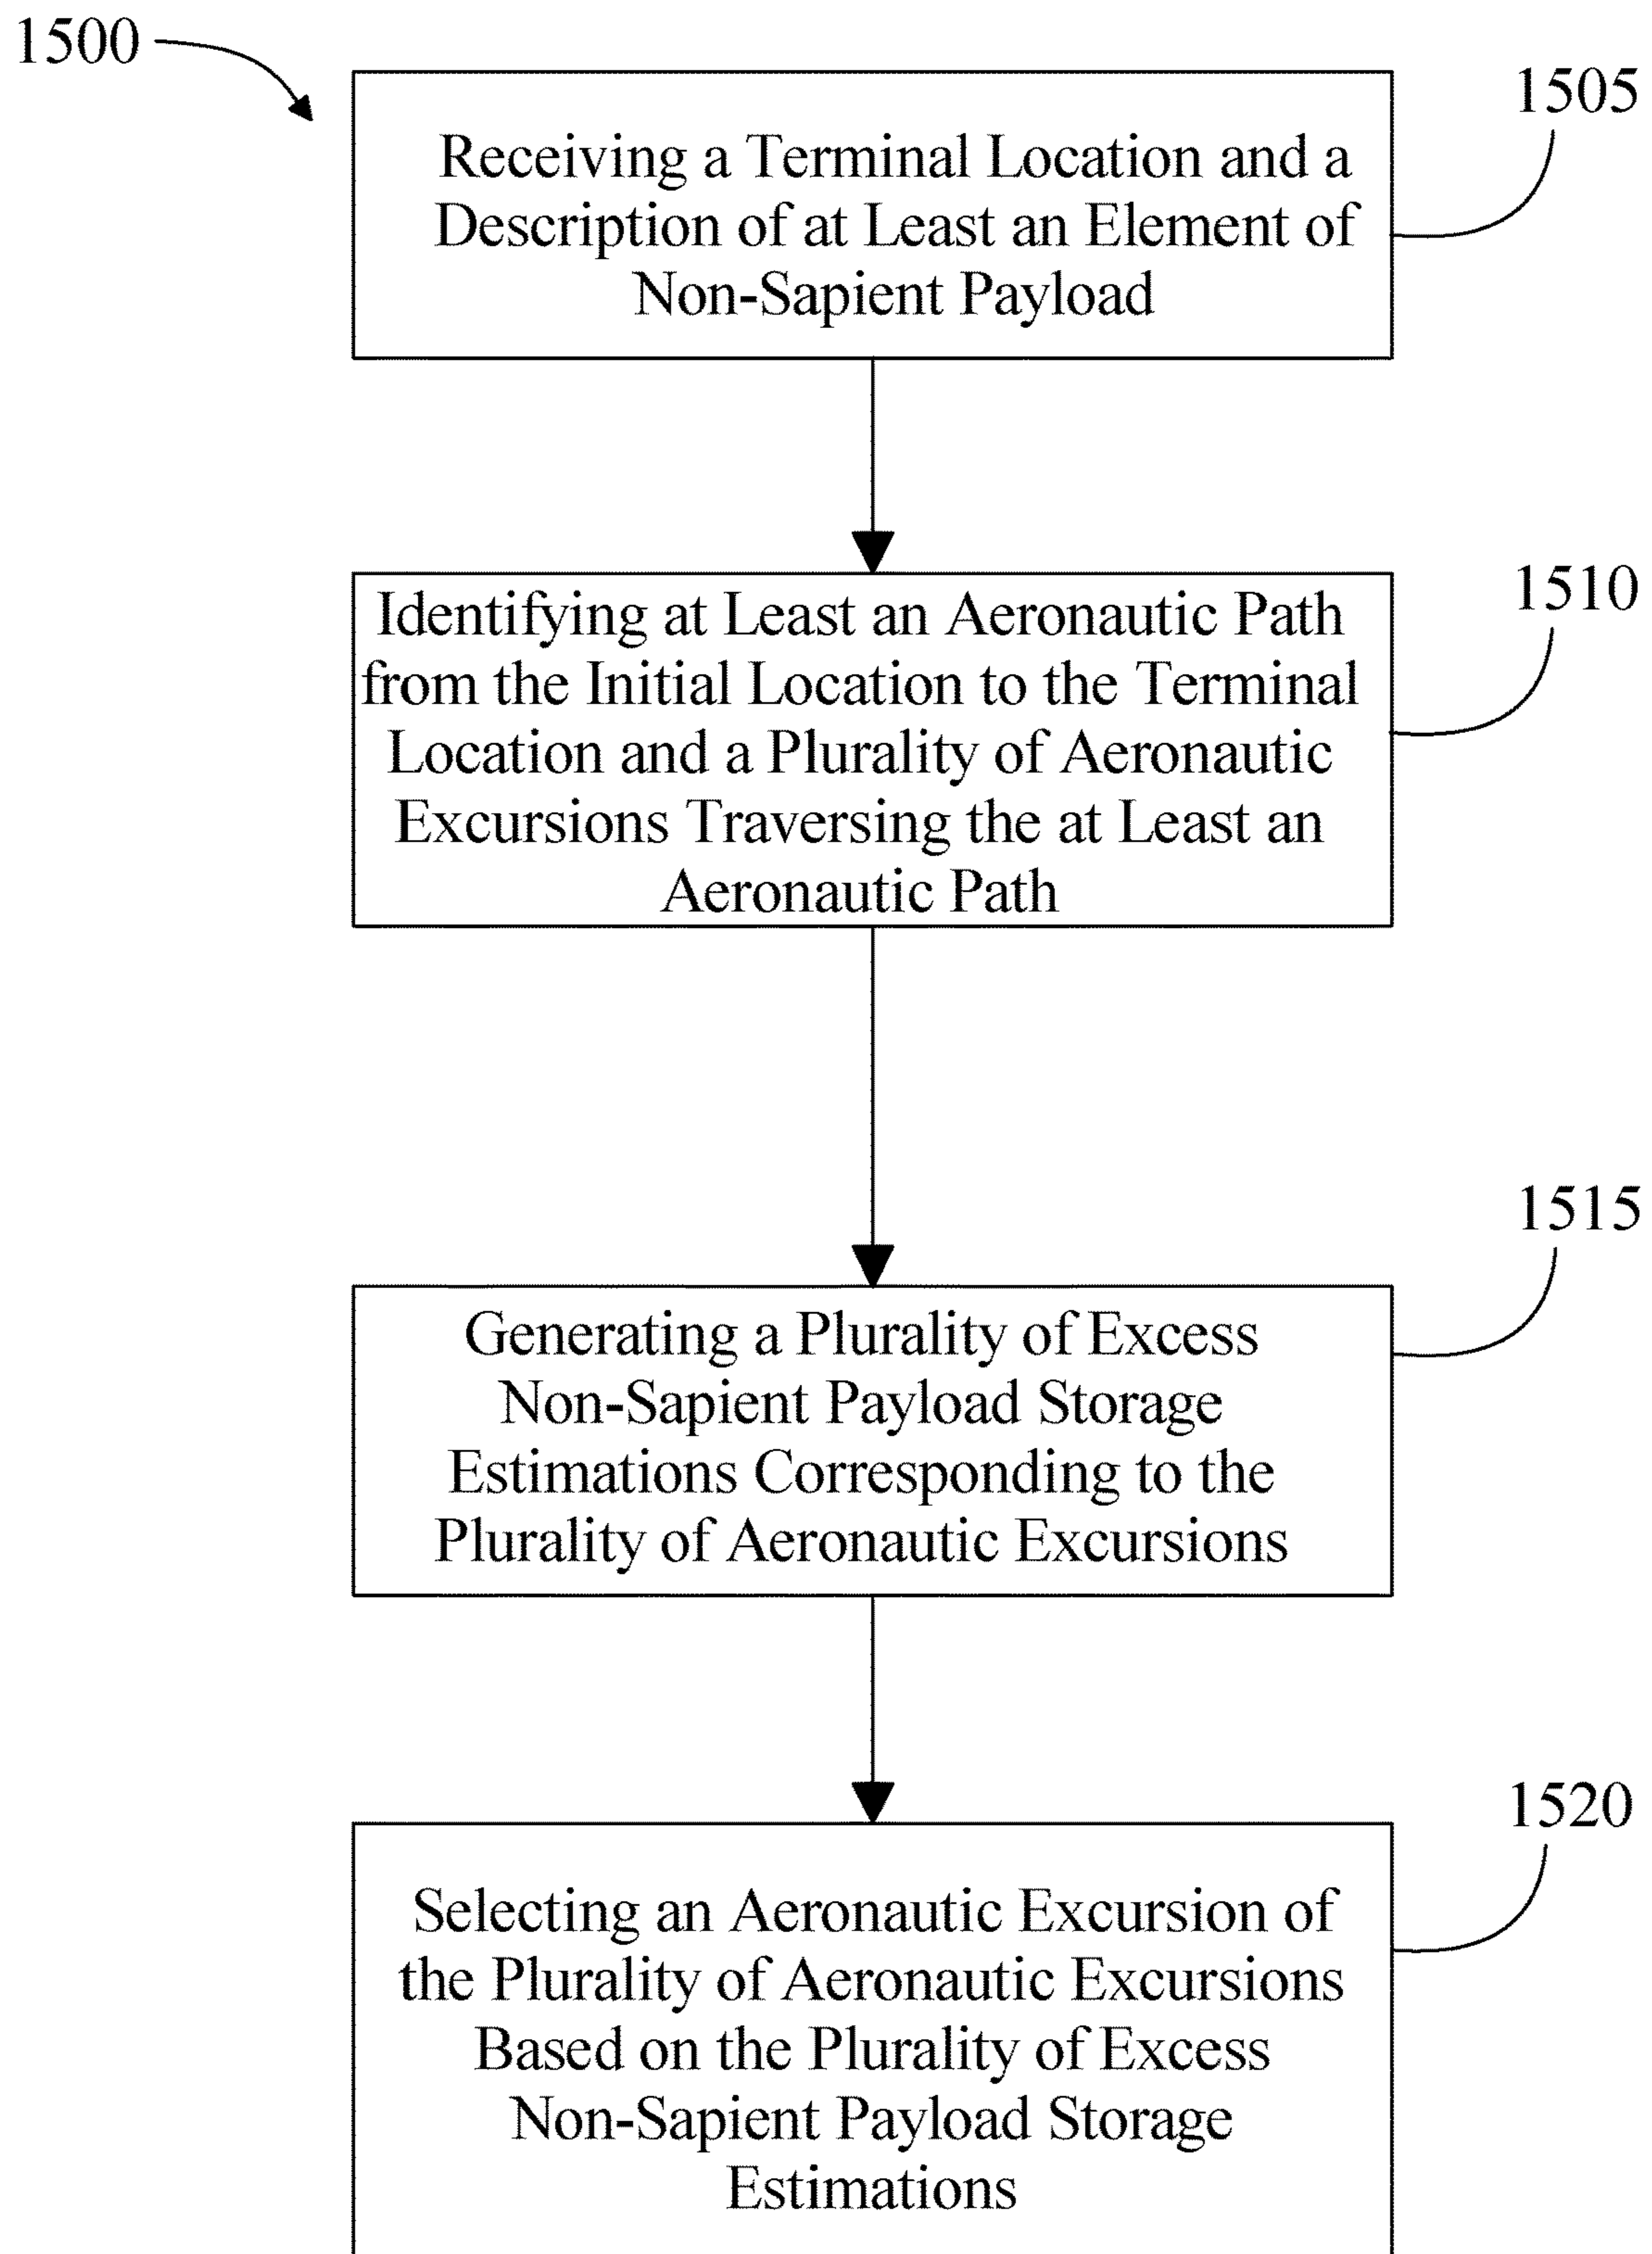 1500
1505
Receiving a Terminal Location and a
Description of at Least an Element of
Non-Sapient Payload
1510
Identifying at Least an Aeronautic Path
from the Initial Location to the Terminal
Location and a Plurality of Aeronautic
Excursions Traversing the at Least an
Aeronautic Path
1515
Generating a Plurality of Excess
Non-Sapient Payload Storage
Estimations Corresponding to the
Plurality of Aeronautic Excursions
1520
Selecting an Aeronautic Excursion of
the Plurality of Aeronautic Excursions
Based on the Plurality of Excess
Non-Sapient Payload Storage
Estimations